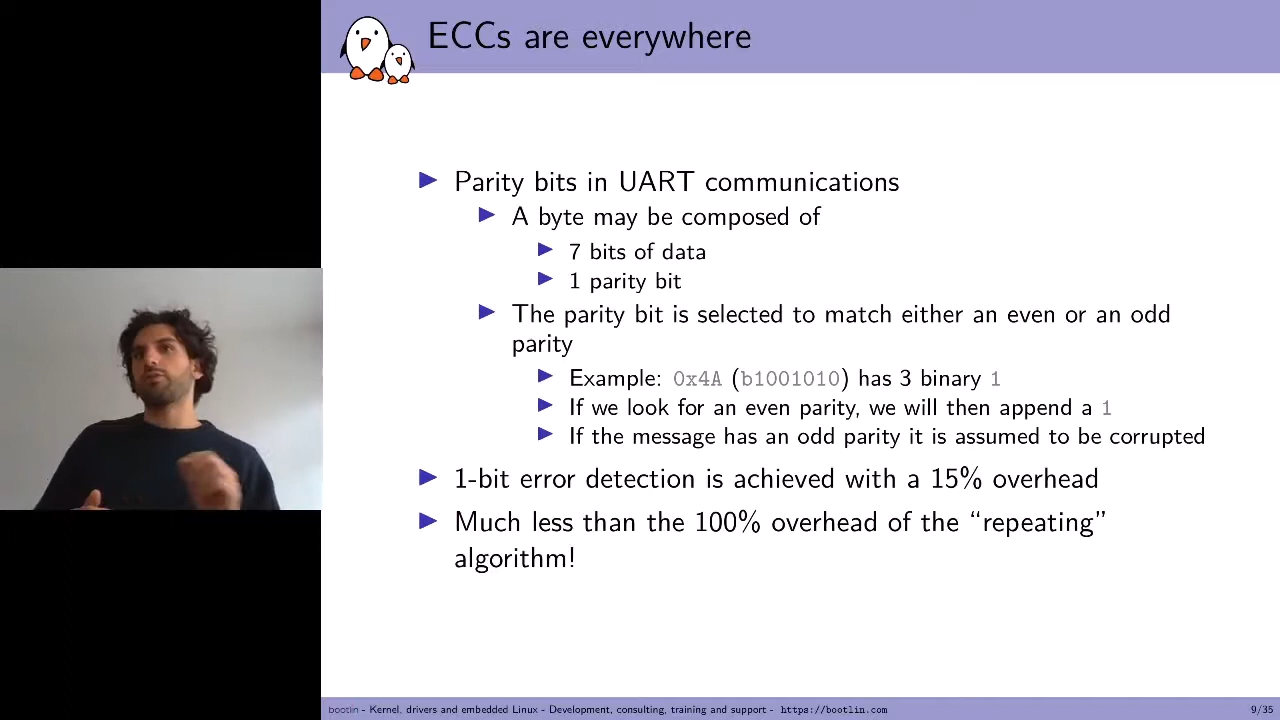 ECCs are everywhere
Parity bits in UART communications
A byte may be composed of
7 bits of data
1 parity bit
The parity bit is selected to match either an even or an odd
parity
Example: 0x4A (b1001010) has 3 binary 1
If we look for an even parity, we will then append a 1
If the message has an odd parity it is assumed to be corrupted
1-bit error detection is achieved with a 15% overhead
Much less than the 100% overhead of the “repeating”
algorithm!
bootlin - Kernel, drivers and embedded Linux - Development, consulting, training and support - https://bootlin.com 9/35